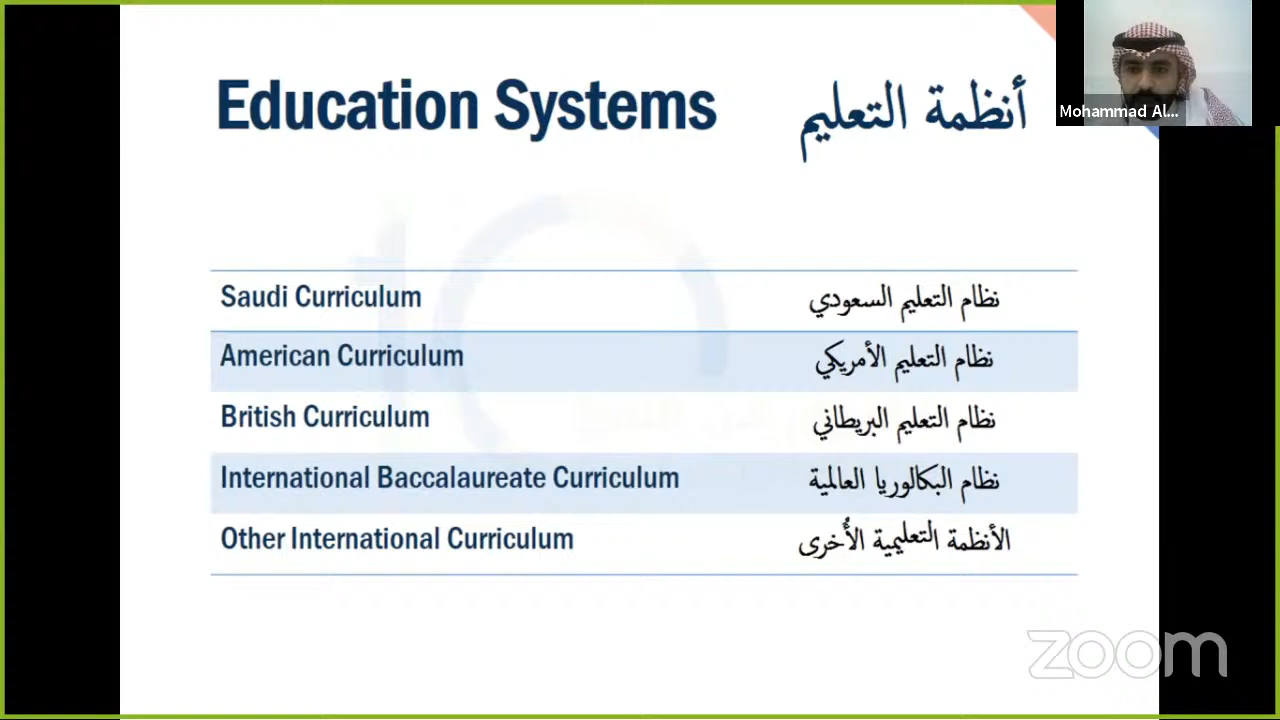 Education Systems
أنظمة التعليم
Mohammad Al...
Saudi Curriculum
نظام التعليم السعودي
American Curriculum
نظام التعليم الأمريكي
British Curriculum
نظام التعليم البريطاني
International Baccalaureate Curriculum
نظام البكالوريا العالمية
Other International Curriculum
الأنظمة التعليمية الأُخرى
zoom